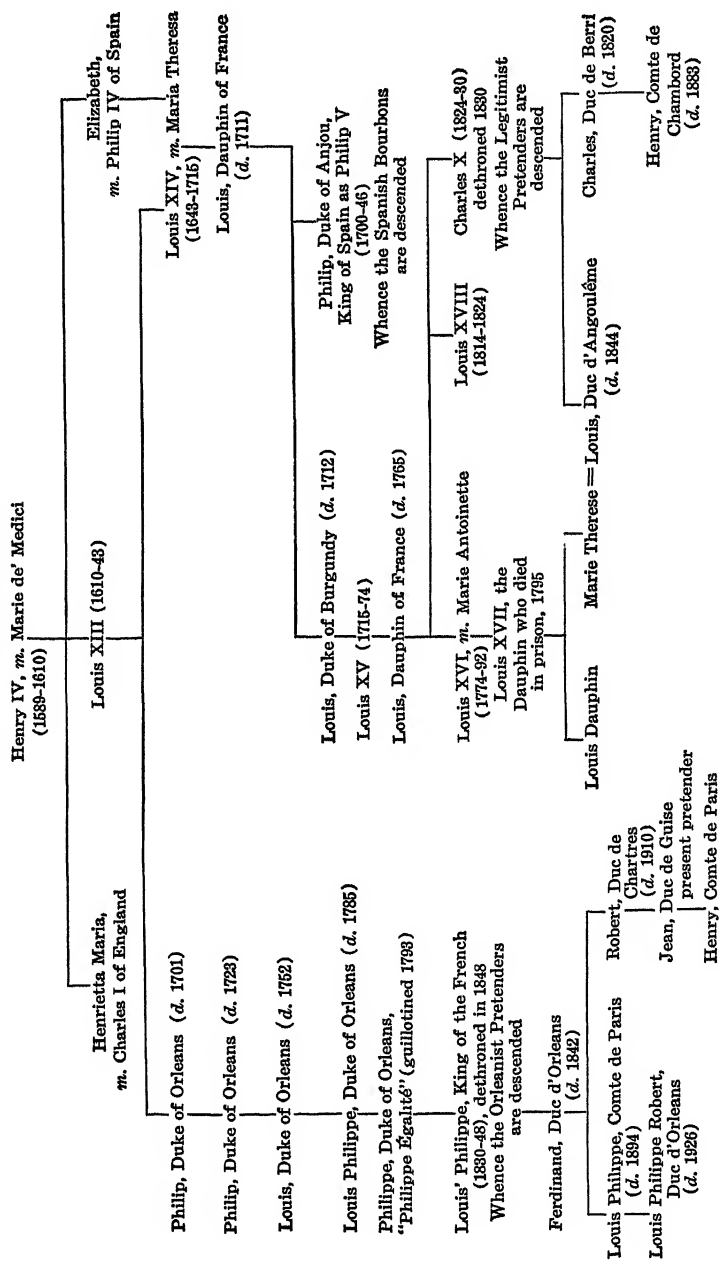 Henry IV, m. Marie de' Medici
(1589-1610)
Henrietta Maria,
m. Charles I of England
Louis XIII (1610-43)
Elizabeth,
m. Philip IV of Spain
Philip, Duke of Orleans (d. 1701)
Louis XIV, m. Maria Theresa
(1643-1715)
Philip, Duke of Orleans (d. 1723)
Louis, Dauphin of France
(d. 1711)
Louis, Duke of Orleans (d. 1752)
Louis, Duke of Burgundy (d. 1712)
Philip, Duke of Anjou,
King of Spain as Philip V
(1700-46)
Whence the Spanish Bourbons
are descended
Louis Philippe, Duke of Orleans (d. 1785)
Louis XV (1715-74)
Philippe, Duke of Orleans,
"Philippe Égalité" (guillotined 1793)
Louis, Dauphin of France (d. 1765)
Louis' Philippe, King of the French
(1830-48), dethroned in 1848
Whence the Orleanist Pretenders
are descended
Louis XVI, m. Marie Antoinette
(1774-92)
Louis XVII, the
Dauphin who died
in prison, 1795
Louis XVIII
(1814-1824)
Charles X (1824-30)
dethroned 1830
Whence the Legitimist
Pretenders are
descended
Ferdinand, Duc d'Orleans
(d. 1842)
Louis Dauphin
Marie Therese = Louis, Duc d'Angouléme
(d. 1844)
Charles, Duc de Berri
(d. 1820)
Louis Philippe, Comte de Paris
(d. 1894)
Louis Philippe Robert,
Duc d'Orleans
(d. 1926)
Robert, Duc de
Chartres
(d. 1910)
Jean, Duc de Guise
present pretender
Henry, Comte de Paris
Henry, Comte de
Chambord
(d. 1883)